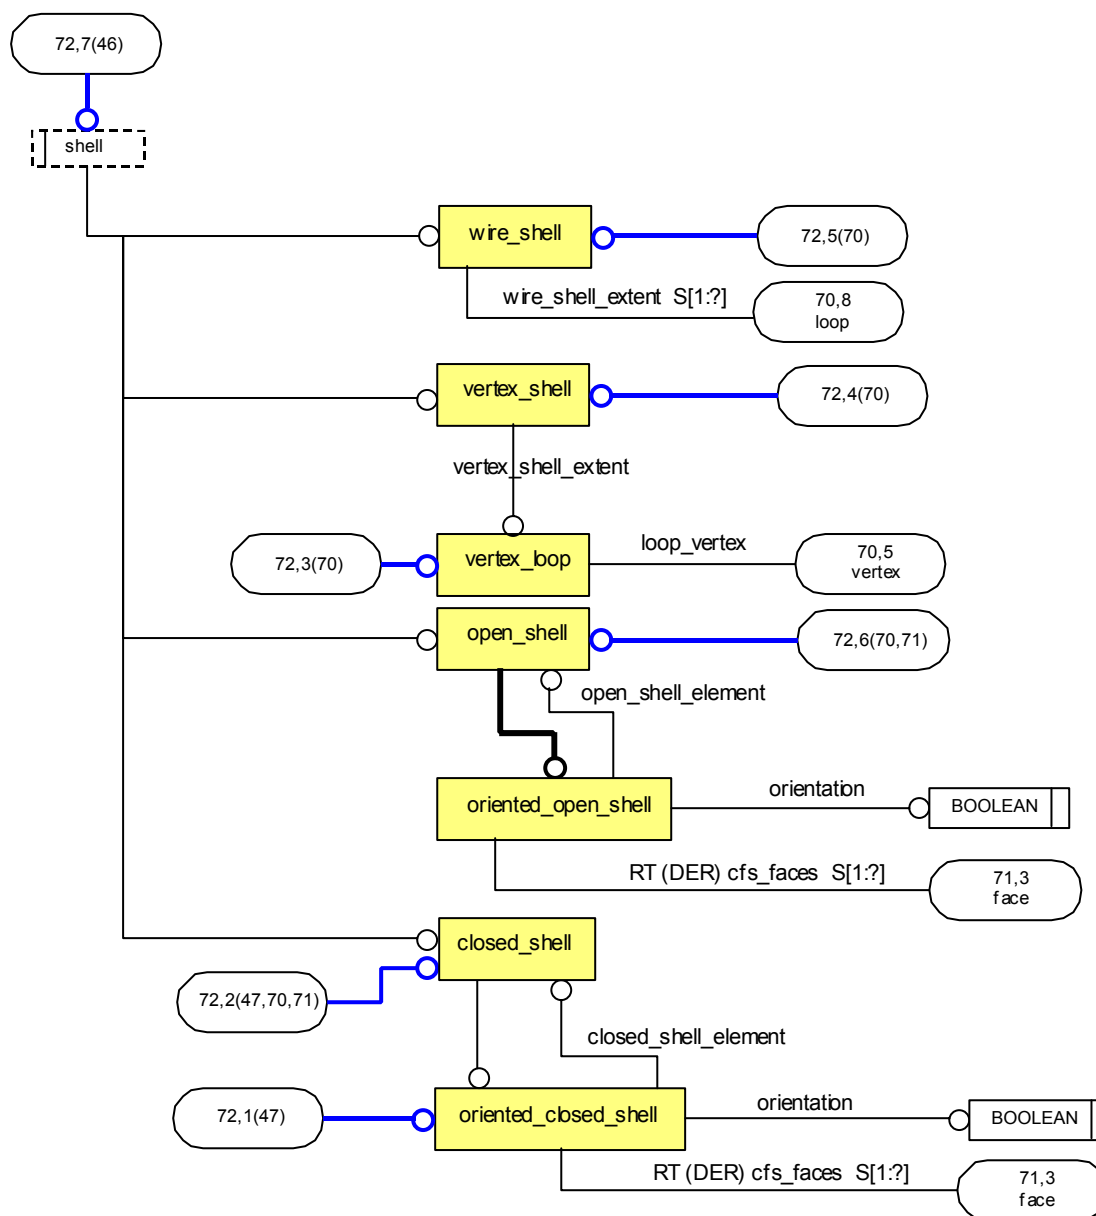 72,7(46)
shell
wire_shell
72,5(70)
wire_shell_extent S[1:?]
70,8
loop
vertex_shell
72,4(70)
vertex_shell_extent
72,3(70)
vertex_loop
loop_vertex
70,5
vertex
open_shell
72,6(70,71)
open_shell_element
oriented_open_shell
orientation
BOOLEAN
RT (DER) cfs_faces S[1:?]
71,3
face
closed_shell
72,2(47,70,71)
closed_shell_element
72,1(47)
oriented_closed_shell
orientation
BOOLEAN
RT (DER) cfs_faces S[1:?]
71,3
face